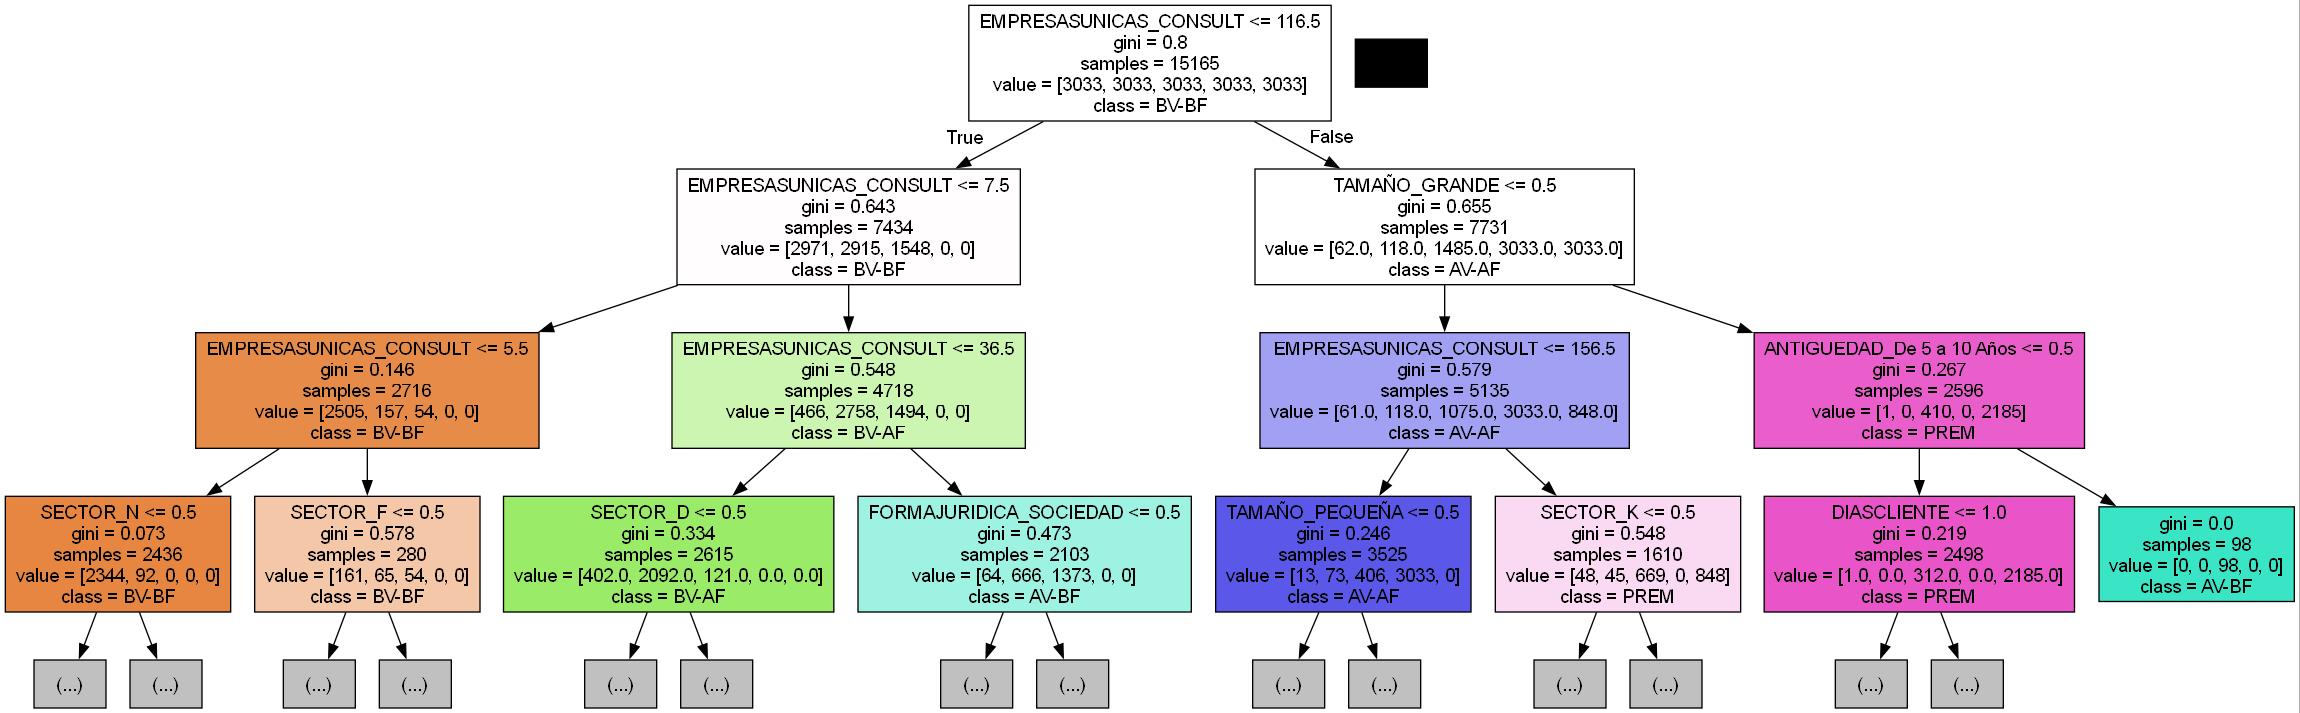 EMPRESASUNICAS_CONSULT <= 116.5
gini = 0.8
samples = 15165
value = [3033, 3033, 3033, 3033, 3033]
class = BV-BF
True
False
EMPRESASUNICAS_CONSULT <= 7.5
gini = 0.643
samples = 7434
value = [2971, 2915, 1548, 0, 0]
class = BV-BF
TAMAÑO_GRANDE <= 0.5
gini = 0.655
samples = 7731
value = [62.0, 118.0, 1485.0, 3033.0, 3033.0]
class = AV-AF
EMPRESASUNICAS_CONSULT <= 5.5
gini = 0.146
samples = 2716
value = [2505, 157, 54, 0, 0]
class = BV-BF
EMPRESASUNICAS_CONSULT <= 36.5
gini = 0.548
samples = 4718
value = [466, 2758, 1494, 0, 0]
class = BV-AF
EMPRESASUNICAS_CONSULT <= 156.5
gini = 0.579
samples = 5135
value = [61.0, 118.0, 1075.0, 3033.0, 848.0]
class = AV-AF
ANTIGUEDAD_De 5 a 10 Años <= 0.5
gini = 0.267
samples = 2596
value = [1, 0, 410, 0, 2185]
class = PREM
SECTOR_N <= 0.5
gini = 0.073
samples = 2436
value = [2344, 92, 0, 0, 0]
class = BV-BF
SECTOR_F <= 0.5
gini = 0.578
samples = 280
value = [161, 65, 54, 0, 0]
class = BV-BF
SECTOR_D <= 0.5
gini = 0.334
samples = 2615
value = [402.0, 2092.0, 121.0, 0.0, 0.0]
class = BV-AF
FORMAJURIDICA_SOCIEDAD <= 0.5
gini = 0.473
samples = 2103
value = [64, 666, 1373, 0, 0]
class = AV-BF
TAMAÑO_PEQUEÑA <= 0.5
gini = 0.246
samples = 3525
value = [13, 73, 406, 3033, 0]
class = AV-AF
SECTOR_K <= 0.5
gini = 0.548
samples = 1610
value = [48, 45, 669, 0, 848]
class = PREM
DIASCLIENTE <= 1.0
gini = 0.219
samples = 2498
value = [1.0, 0.0, 312.0, 0.0, 2185.0]
class = PREM
gini = 0.0
samples = 98
value = [0, 0, 98, 0, 0]
class = AV-BF
(...)
(...)
(...)
(...)
(...)
(...)
(...)
(...)
(...)
(...)
(...)
(...)
(...)
(...)